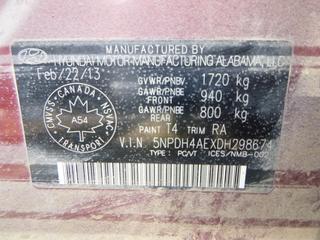 MANUFACTURED BY
HYUNDAI MOTOR MANUFACTURING ALABAMA, LLC
Feb/22/13
GVWR/PNBV 1720 kg
GAWR/PNBE FRONT 940 kg
GAWR/PNBE REAR 800 kg
CMVSS · CANADA · NSVAC
TRANSPORT
A54
PAINT T4 TRIM RA
V.I.N. 5NPDH4AEXDH298674
TYPE: PC/VT ICES/NMB-002